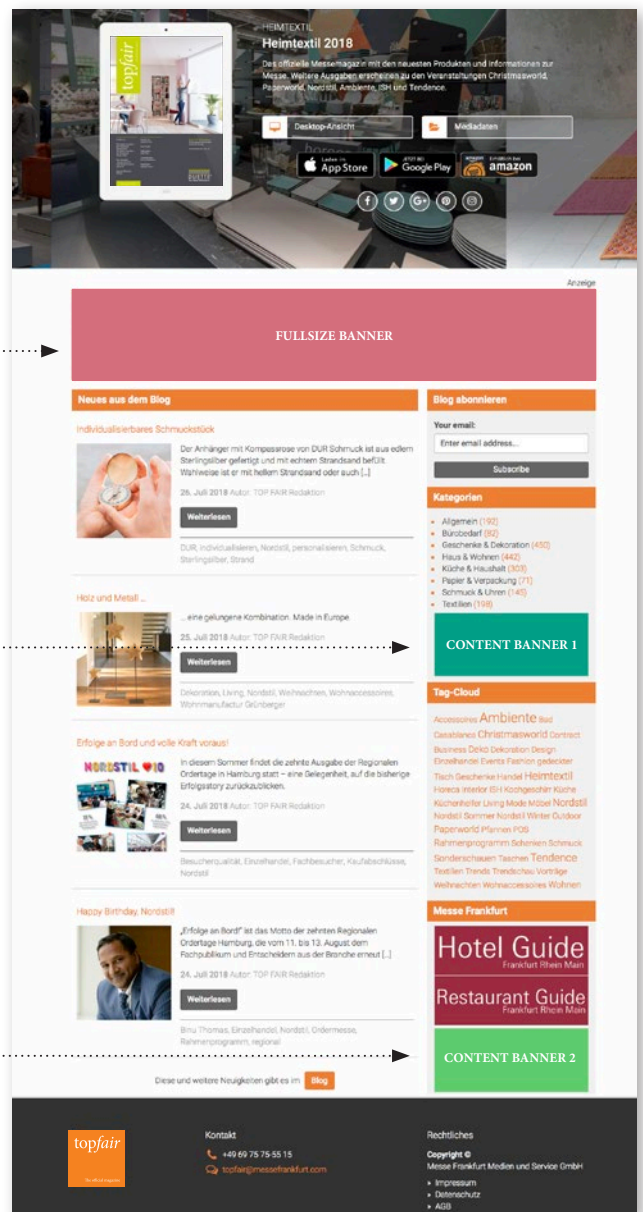 topfair
HEIMTEXTIL
Heimtextil 2018
Das offizielle Messemagazin mit den neuesten Produkten und Informationen zur
Messe. Weitere Ausgaben erscheinen zu den Veranstaltungen Christmasworld,
Paperworld, Nordstil, Ambiente, ISH und Tendence.
Desktop-Ansicht
Mediadaten
Laden im
App Store
JETZT BEI
Google Play
Erhältlich bei
amazon
Anzeige
FULLSIZE BANNER
Neues aus dem Blog
Individualisierbares Schmuckstück
Der Anhänger mit Kompassrose von DUR Schmuck ist aus edlem
Sterlingsilber gefertigt und mit echtem Strandsand befüllt.
Wahlweise ist er mit hellem Strandsand oder auch [...]
26. Juli 2018 Autor: TOP FAIR Redaktion
Weiterlesen
DUR, individualisieren, Nordstil, personalisieren, Schmuck,
Sterlingsilber, Strand
Holz und Metall ...
... eine gelungene Kombination. Made in Europe.
25. Juli 2018 Autor: TOP FAIR Redaktion
Weiterlesen
Dekoration, Living, Nordstil, Weihnachten, Wohnaccessoires,
Wohnmanufactur Grünberger
Erfolge an Bord und volle Kraft voraus!
NORDSTIL
10
In diesem Sommer findet die zehnte Ausgabe der Regionalen
Ordertage in Hamburg statt – eine Gelegenheit, auf die bisherige
Erfolgsstory zurückzublicken.
24. Juli 2018 Autor: TOP FAIR Redaktion
Weiterlesen
Besucherqualität, Einzelhandel, Fachbesucher, Kaufabschlüsse,
Nordstil
Happy Birthday, Nordstil!
„Erfolge an Bord!" ist das Motto der zehnten Regionalen
Ordertage Hamburg, die vom 11. bis 13. August dem
Fachpublikum und Entscheidern aus der Branche erneut [...]
24. Juli 2018 Autor: TOP FAIR Redaktion
Weiterlesen
Binu Thomas, Einzelhandel, Nordstil, Ordermesse,
Rahmenprogramm, regional
Diese und weitere Neuigkeiten gibt es im Blog
Blog abonnieren
Your email:
Enter email address...
Subscribe
Kategorien
Allgemein (192)
Bürobedarf (82)
Geschenke & Dekoration (450)
Haus & Wohnen (442)
Küche & Haushalt (303)
Papier & Verpackung (71)
Schmuck & Uhren (145)
Textilien (198)
CONTENT BANNER 1
Tag-Cloud
Accessoires Ambiente Bad
Casablanca Christmasworld Contract
Business Deko Dekoration Design
Einzelhandel Events Fashion gedeckter
Tisch Geschenke Handel Heimtextil
Horeca Interior ISH Kochgeschirr Küche
Küchenhelfer Living Mode Möbel Nordstil
Nordstil Sommer Nordstil Winter Outdoor
Paperworld Pfannen POS
Rahmenprogramm Schenken Schmuck
Sonderschauen Taschen Tendence
Textilien Trends Trendschau Vorträge
Weihnachten Wohnaccessoires Wohnen
Messe Frankfurt
Hotel Guide
Frankfurt Rhein Main
Restaurant Guide
Frankfurt Rhein Main
CONTENT BANNER 2
topfair
Kontakt
+49 69 75 75-55 15
topfair@messefrankfurt.com
Rechtliches
Copyright ©
Messe Frankfurt Medien und Service GmbH
» Impressum
» Datenschutz
» AGB